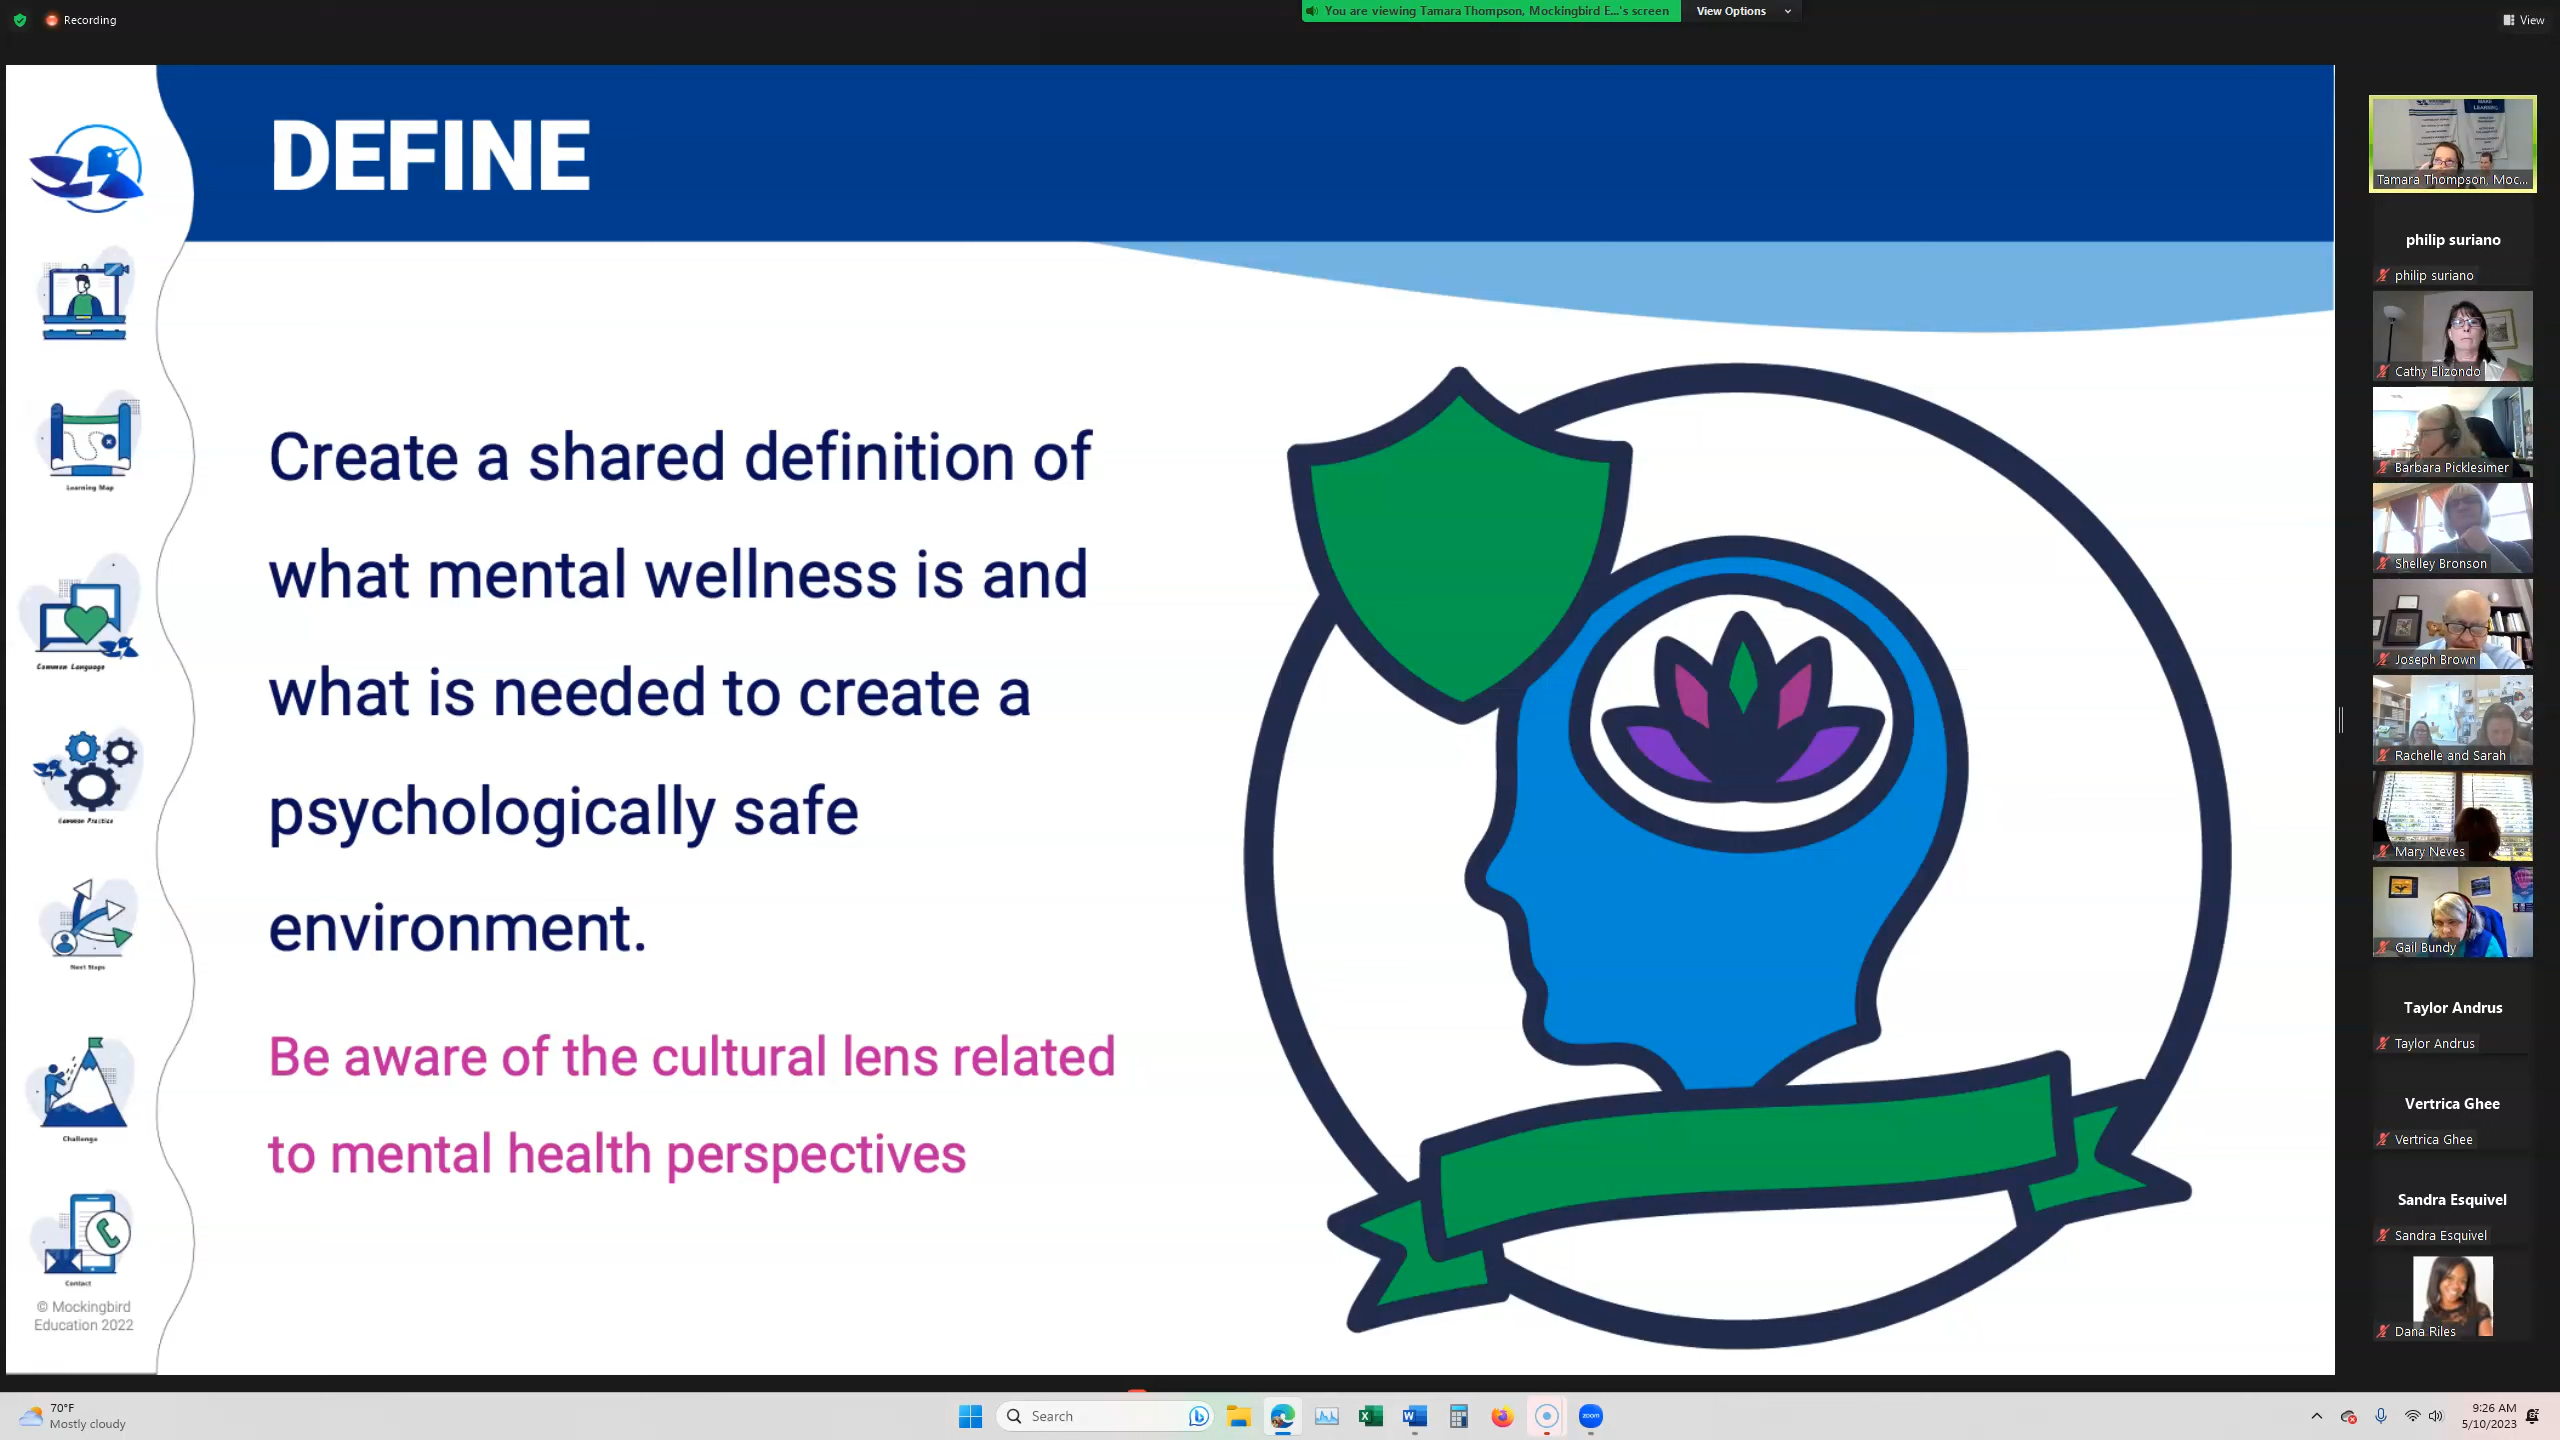 Recording
You are viewing Tamara Thompson, Mockingbird E...'s screen
View Options
View
DEFINE
Create a shared definition of
what mental wellness is and
what is needed to create a
psychologically safe
environment.
Be aware of the cultural lens related
to mental health perspectives
Learning Map
Common Language
Common Practice
Next Steps
Challenge
Contact
© Mockingbird
Education 2022
Tamara Thompson, Moc...
philip suriano
philip suriano
Cathy Elizondo
Barbara Picklesimer
Shelley Bronson
Joseph Brown
Rachelle and Sarah
Mary Neves
Gail Bundy
Taylor Andrus
Taylor Andrus
Vertrica Ghee
Vertrica Ghee
Sandra Esquivel
Sandra Esquivel
Dana Riles
70°F
Mostly cloudy
Search
zoom
9:26 AM
5/10/2023